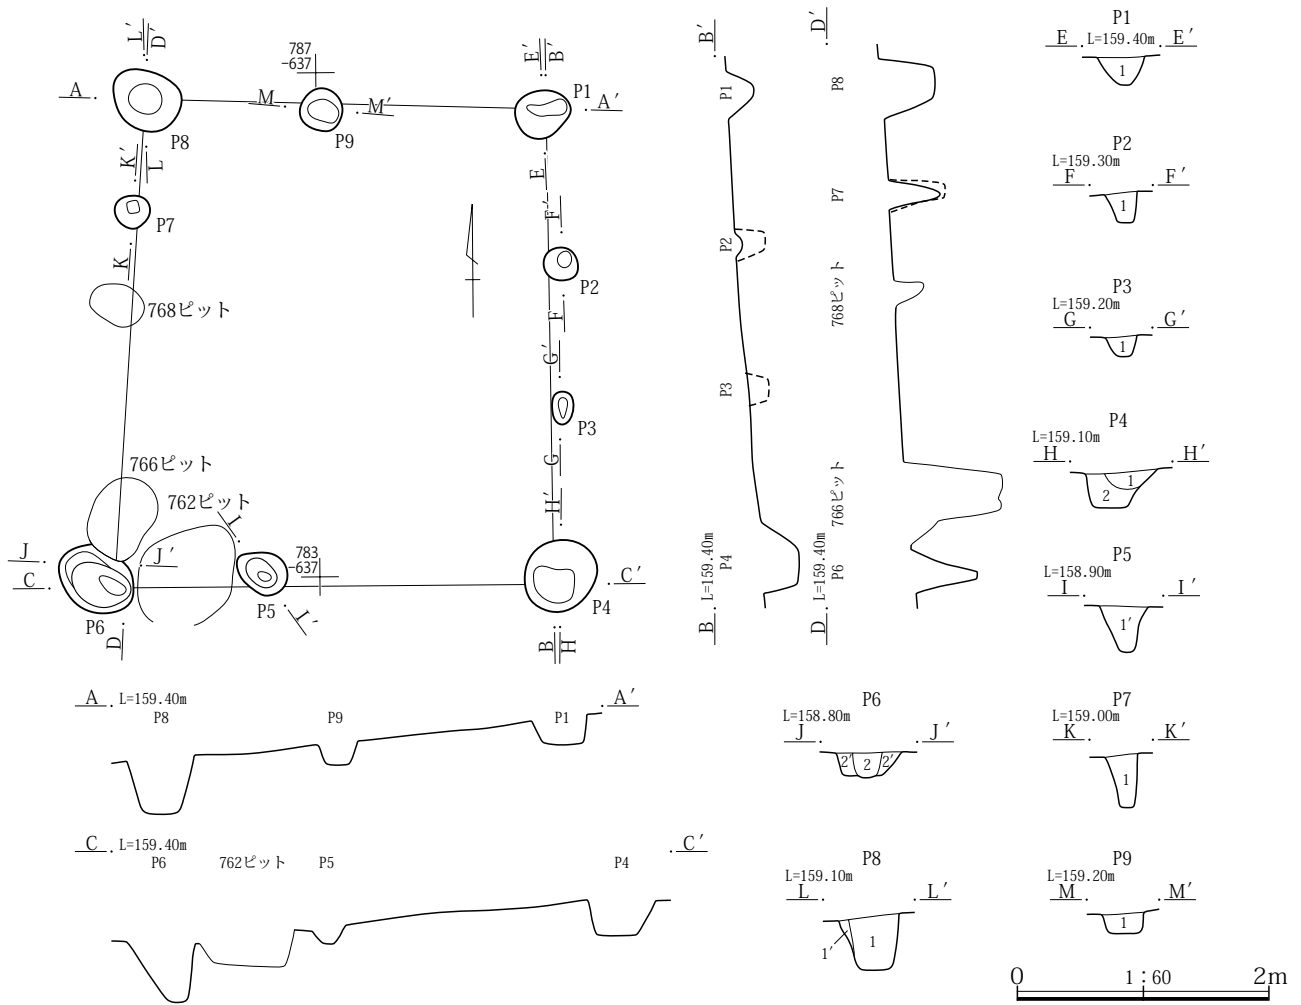 L′ D′
787
-637
E′ B′
A
M
M′
P1
A′
P8
P9
K′ L
E
P7
F′
K
P2
768ピット
F
G′
P3
766ピット
G
762ピット
H′
I
J
J′
783
-637
C
C′
P5
P4
P6
I′
D
B H
B′
P1
P2
P3
P4
L=159.40m
B
D′
P8
P7
768ピット
766ピット
P6
L=159.40m
D
P1
E L=159.40m E′
1
P2
L=159.30m
F F′
1
P3
L=159.20m
G G′
1
P4
L=159.10m
H H′
1
2
P5
L=158.90m
I I′
1′
A L=159.40m A′
P8 P9 P1
C L=159.40m C′
P6 762ピット P5 P4
P6
L=158.80m
J J′
2′ 2 2′
P7
L=159.00m
K K′
1
P8
L=159.10m
L L′
1
1′
P9
L=159.20m
M M′
1
0 1:60 2m